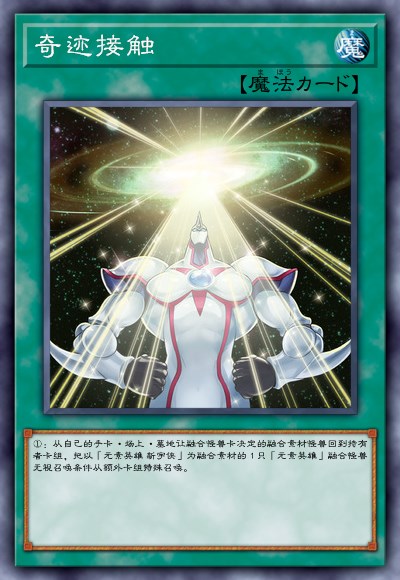 奇迹接触
魔
【魔法カード】
ま ほう
①：从自己的手卡·场上·墓地让融合怪兽卡决定的融合素材怪兽回到持有
者卡组，把以「元素英雄 新宇侠」为融合素材的1只「元素英雄」融合怪兽
无视召唤条件从额外卡组特殊召唤。